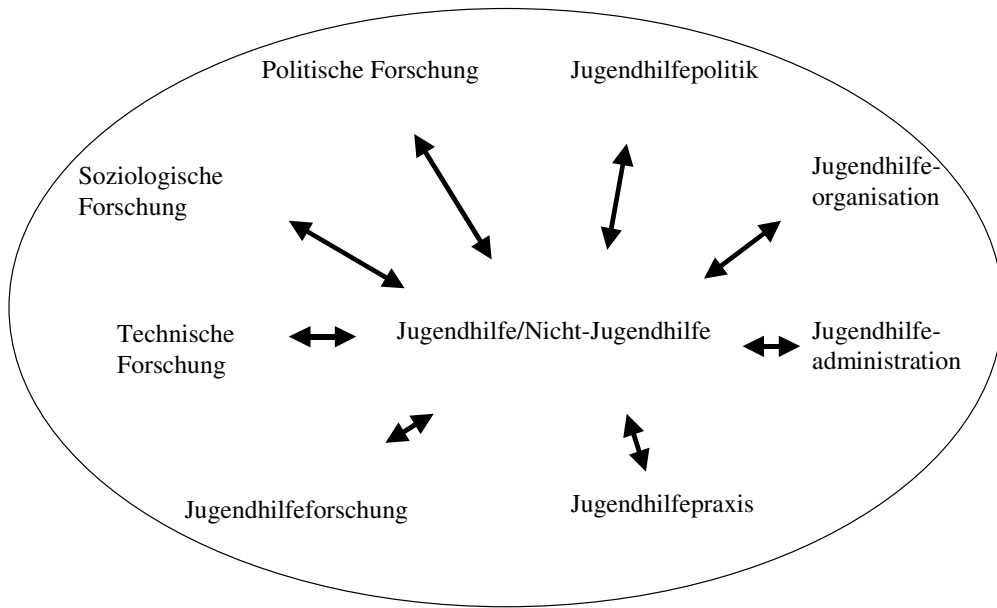 Politische Forschung
Jugendhilfepolitik
Soziologische
Forschung
Jugendhilfe-
organisation
Technische
Forschung
Jugendhilfe/Nicht-Jugendhilfe
Jugendhilfe-
administration
Jugendhilfeforschung
Jugendhilfepraxis